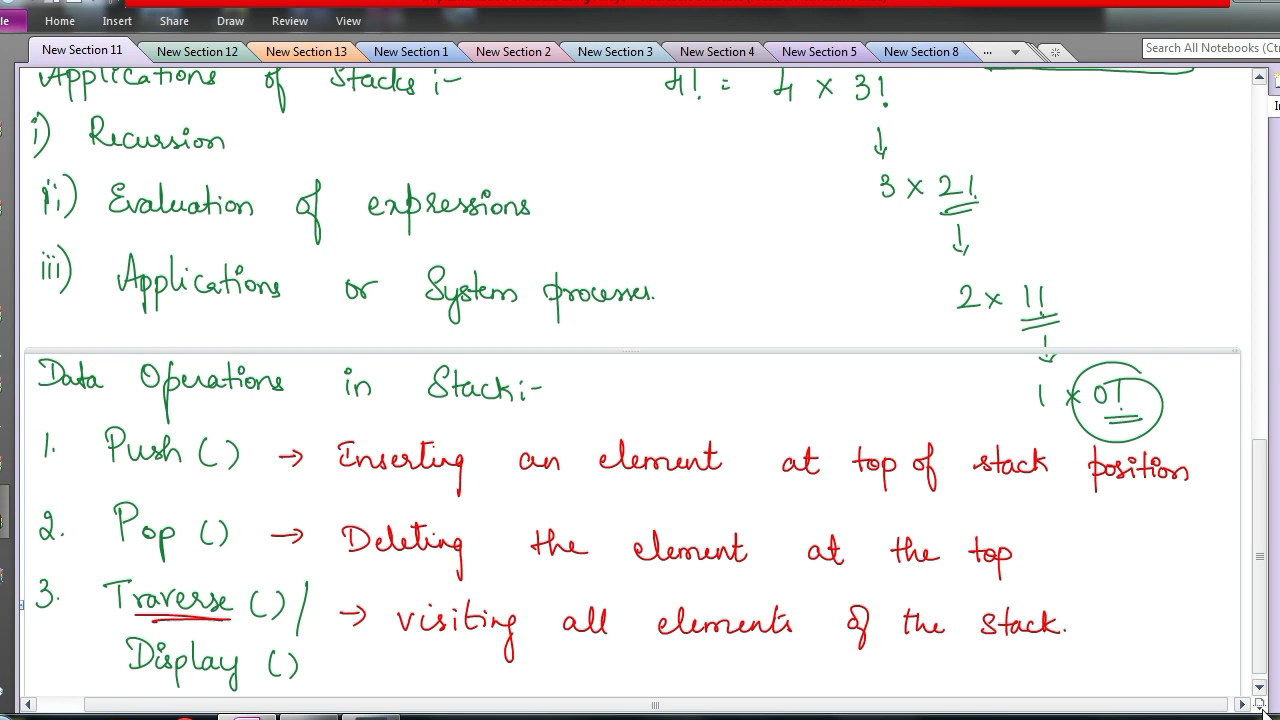 Home Insert Share Draw Review View
New Section 11 New Section 12 New Section 13 New Section 1 New Section 2 New Section 3 New Section 4 New Section 5 New Section 8 ... Search All Notebooks (Ctrl+E)
Applications of Stacks :-
4! = 4 × 3!
i) Recursion
3 × 2!
ii) Evaluation of expressions
iii) Applications or System processes.
2 × 1!
Data Operations in Stack :-
1 × 0!
1. Push ( ) → Inserting an element at top of stack position
2. Pop ( ) → Deleting the element at the top
3. Traverse ( ) / → visiting all elements of the stack.
Display ( )